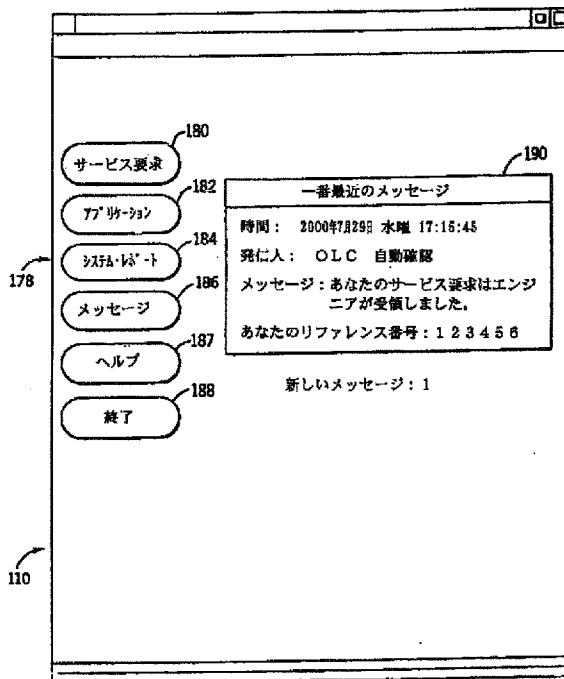 180
サービス要求
182
アプリケーション
184
システム・レポート
178
186
メッセージ
187
ヘルプ
188
終了
190
一番最近のメッセージ
時間： 2000年7月29日 水曜 17:15:45
発信人： OLC 自動確認
メッセージ：あなたのサービス要求はエンジ
ニアが受領しました。
あなたのリファレンス番号：123456
新しいメッセージ：1
110